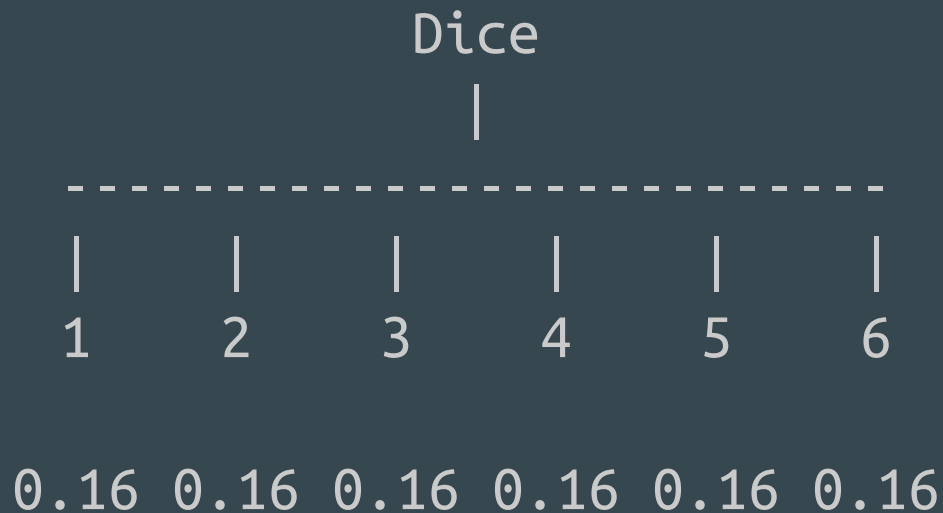 Dice
|
--------------------------
| | | | | |
1 2 3 4 5 6
0.16 0.16 0.16 0.16 0.16 0.16